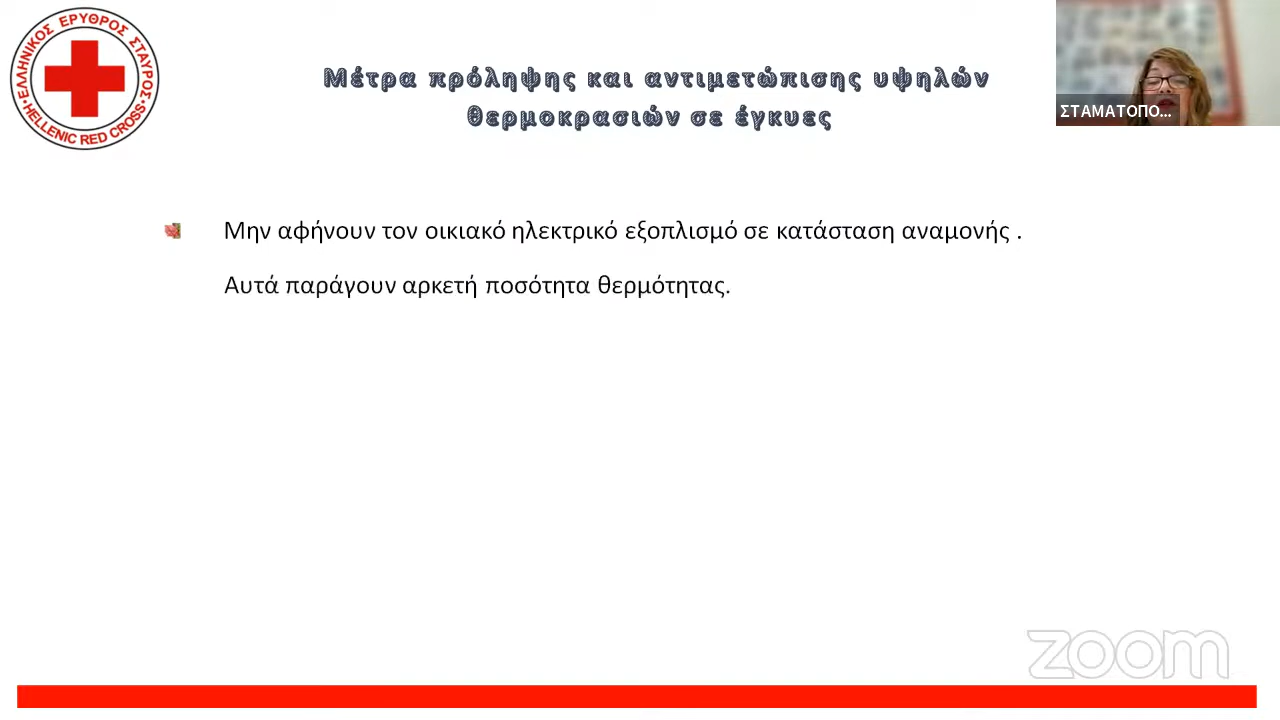 ΕΛΛΗΝΙΚΟΣ ΕΡΥΘΡΟΣ ΣΤΑΥΡΟΣ
HELLENIC RED CROSS
Μέτρα πρόληψης και αντιμετώπισης υψηλών
θερμοκρασιών σε έγκυες
ΣΤΑΜΑΤΟΠΟ...
Μην αφήνουν τον οικιακό ηλεκτρικό εξοπλισμό σε κατάσταση αναμονής .
Αυτά παράγουν αρκετή ποσότητα θερμότητας.
zoom